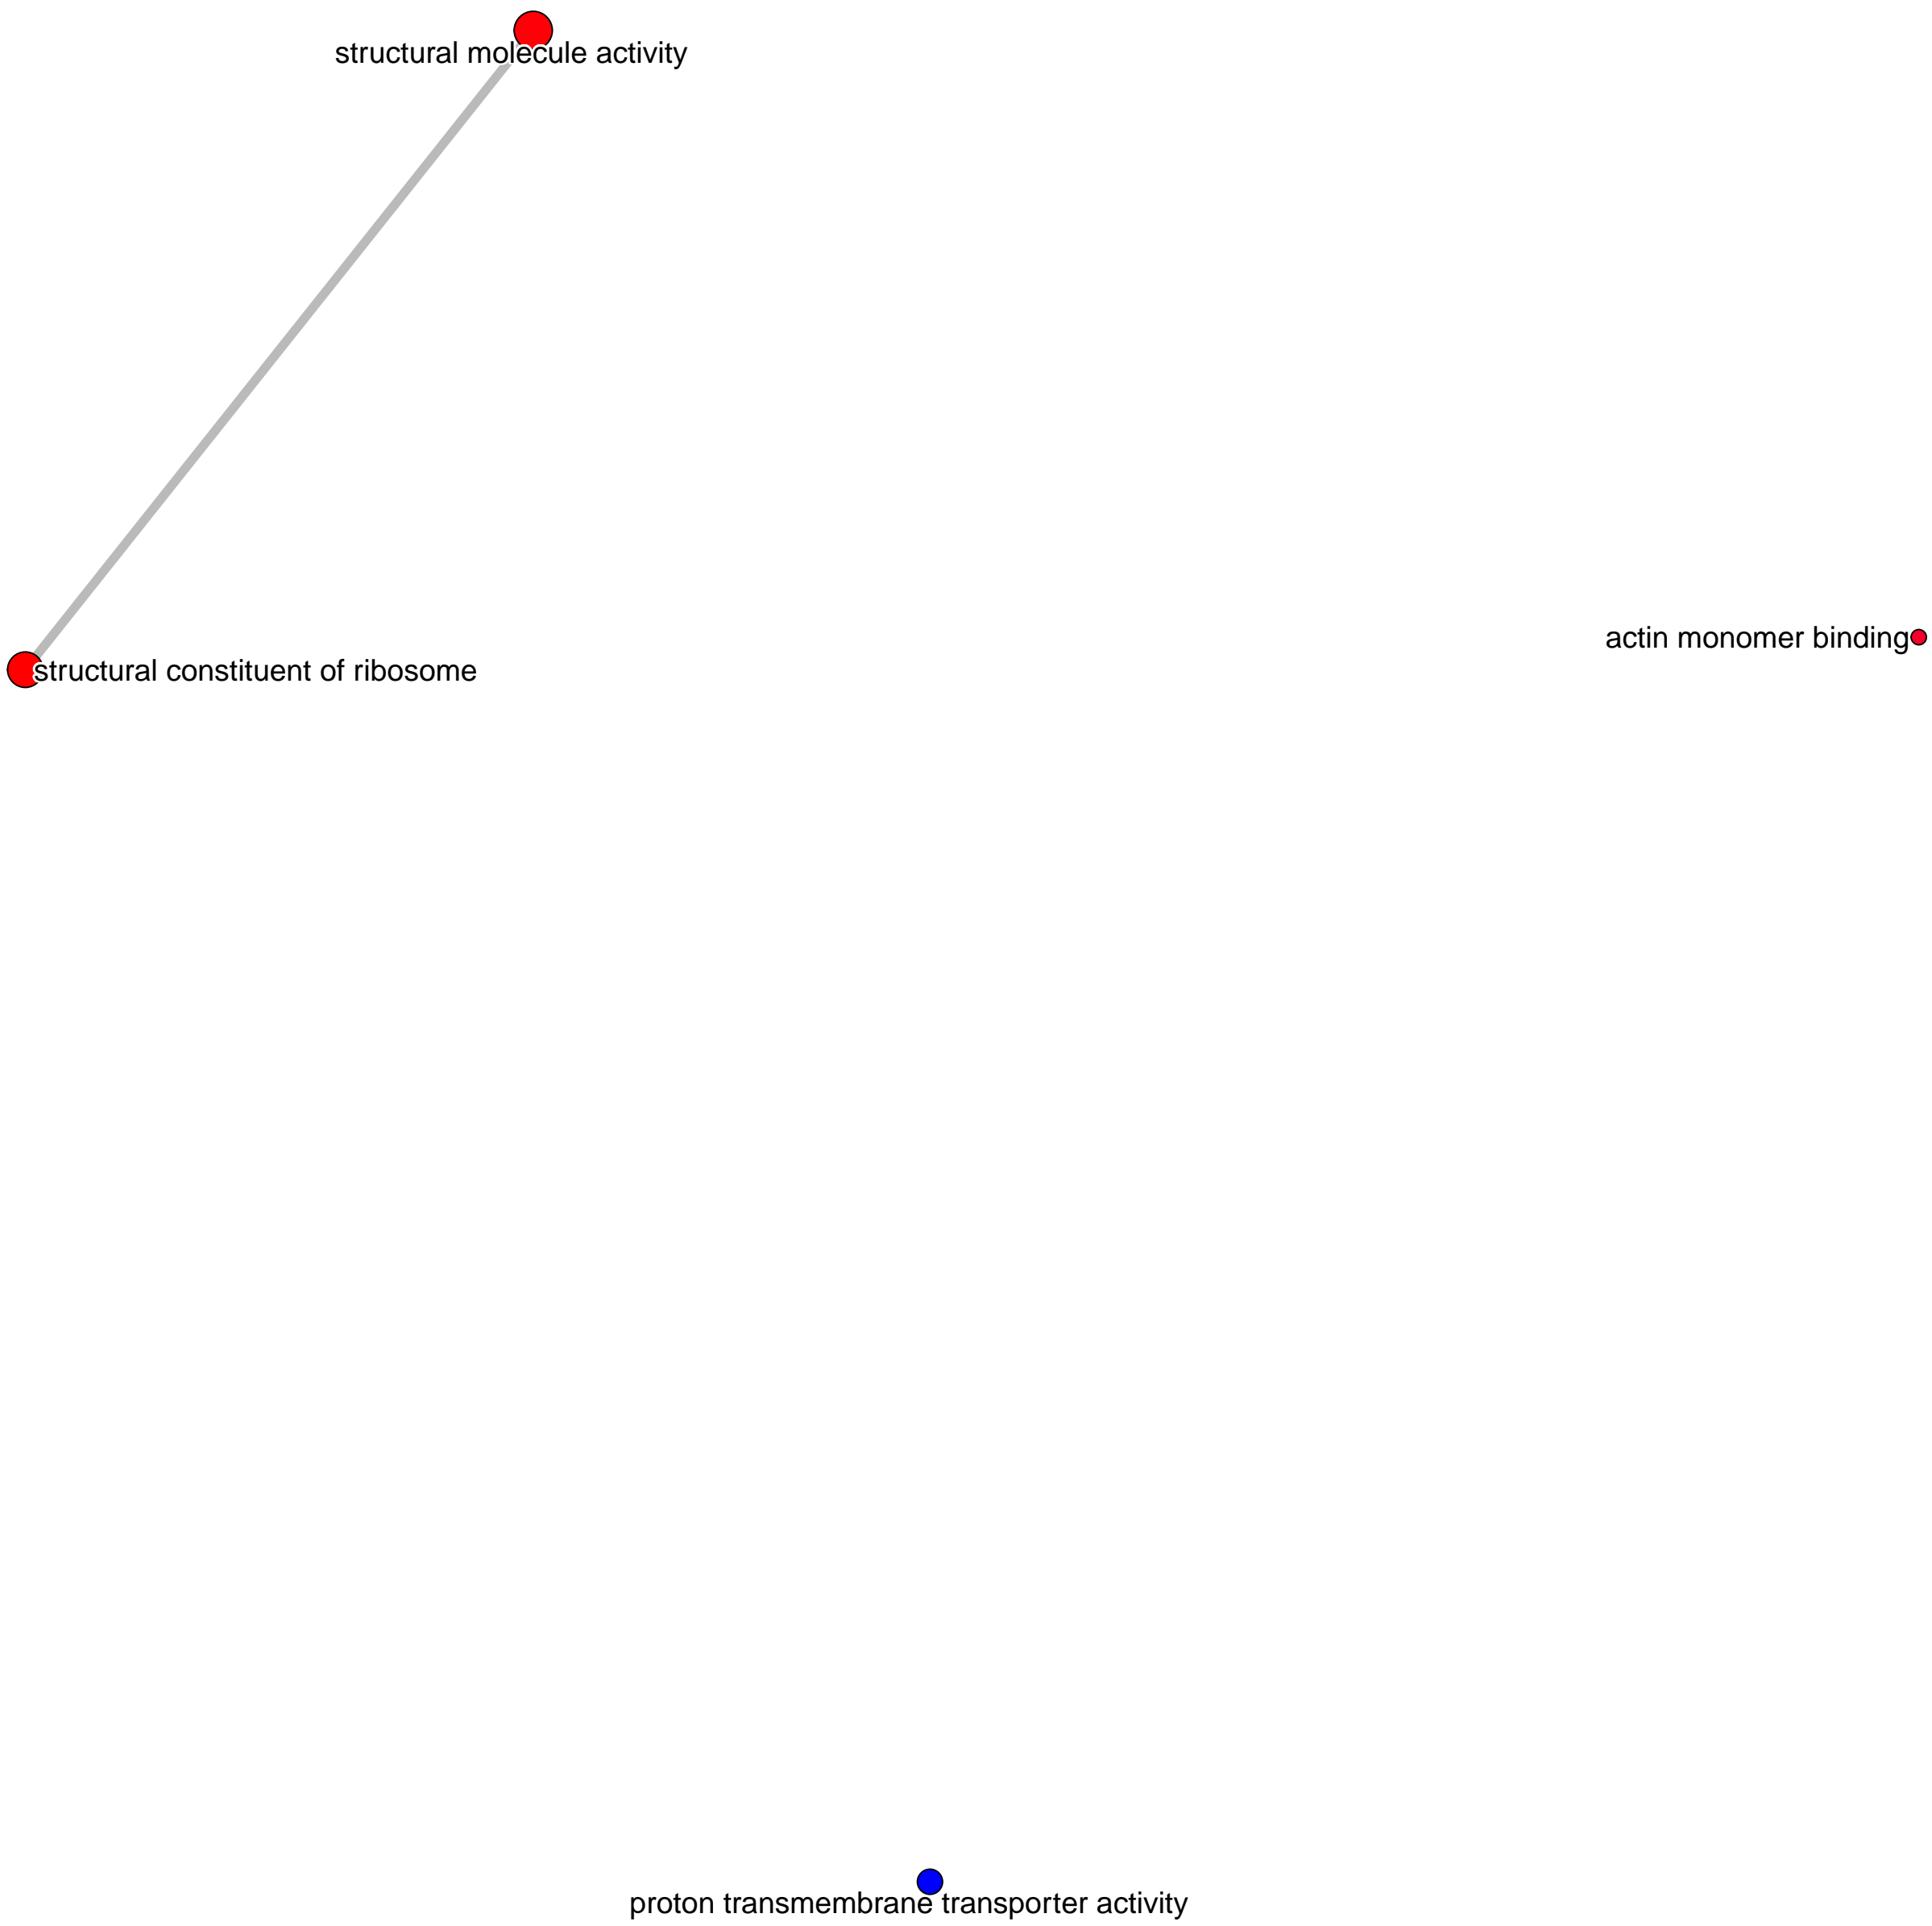 structural molecule activity
actin monomer binding
structural constituent of ribosome
proton transmembrane transporter activity